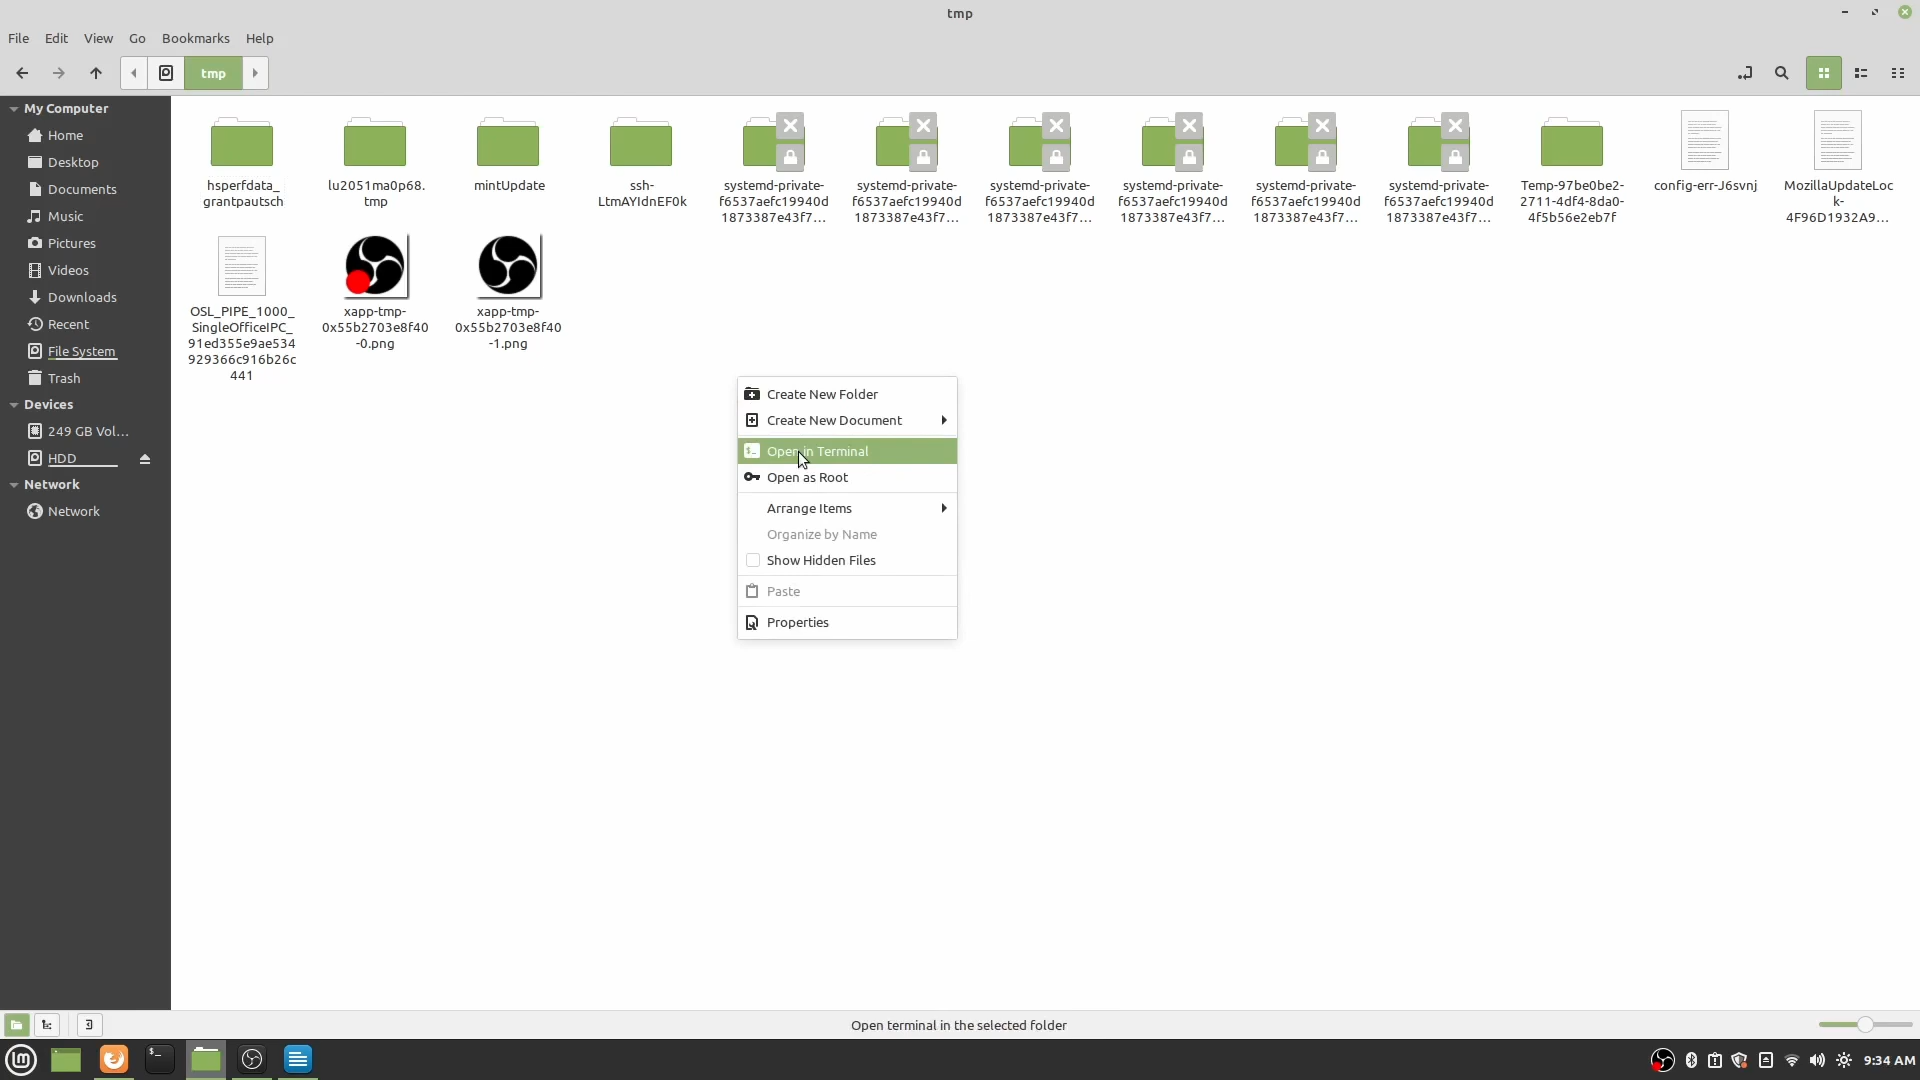 tmp
File Edit View Go Bookmarks Help
tmp
My Computer
Home
Desktop
Documents
Music
Pictures
Videos
Downloads
Recent
File System
Trash
Devices
249 GB Vol...
HDD
Network
Network
hsperfdata_
grantpautsch
lu2051ma0p68.
tmp
mintUpdate
ssh-
LtmAYIdnEF0k
systemd-private-
f6537aefc19940d
1873387e43f7...
systemd-private-
f6537aefc19940d
1873387e43f7...
systemd-private-
f6537aefc19940d
1873387e43f7...
systemd-private-
f6537aefc19940d
1873387e43f7...
systemd-private-
f6537aefc19940d
1873387e43f7...
systemd-private-
f6537aefc19940d
1873387e43f7...
Temp-97be0be2-
2711-4df4-8da0-
4f5b56e2eb7f
config-err-J6svnj
MozillaUpdateLoc
k-
4F96D1932A9...
OSL_PIPE_1000_
SingleOfficeIPC_
91ed355e9ae534
929366c916b26c
441
xapp-tmp-
0x55b2703e8f40
-0.png
xapp-tmp-
0x55b2703e8f40
-1.png
Create New Folder
Create New Document
Open in Terminal
Open as Root
Arrange Items
Organize by Name
Show Hidden Files
Paste
Properties
Open terminal in the selected folder
9:34 AM